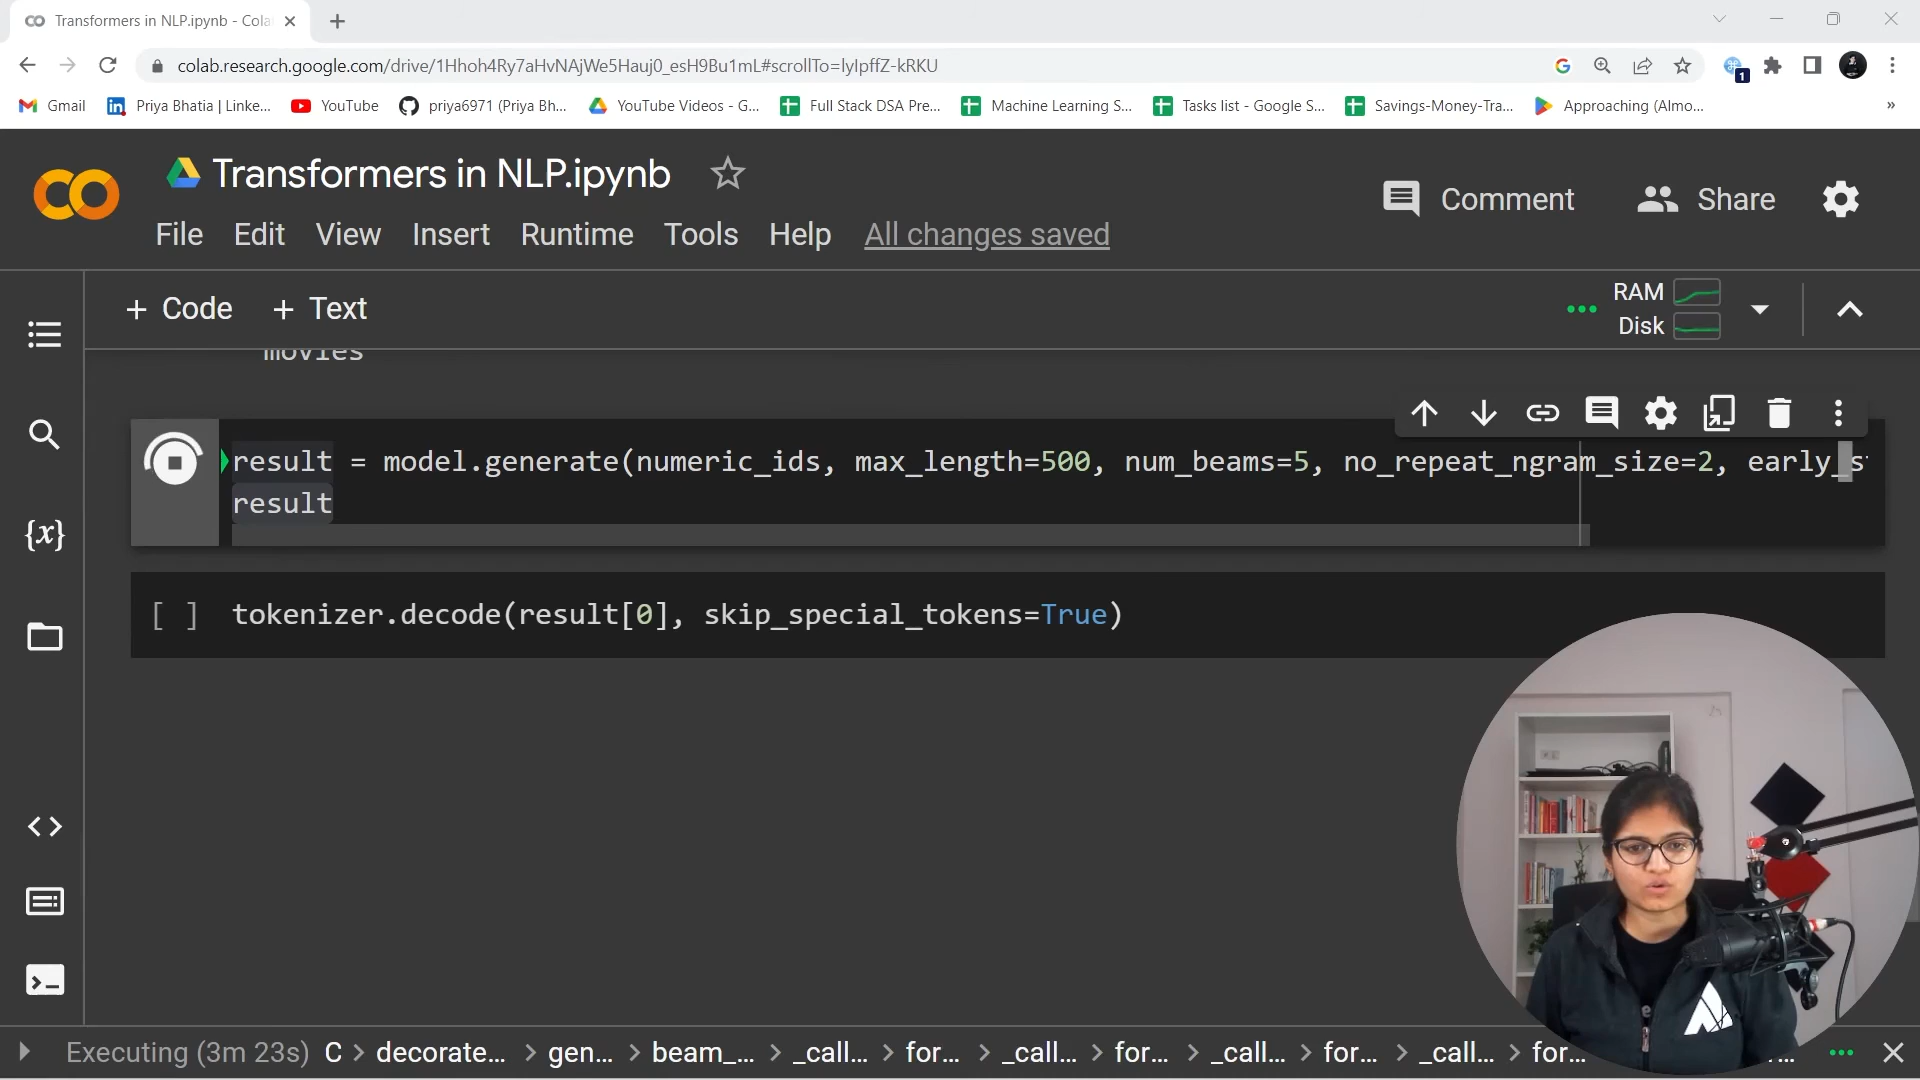 Transformers in NLP.ipynb - Cola
colab.research.google.com/drive/1Hhoh4Ry7aHvNAjWe5Hauj0_esH9Bu1mL#scrollTo=lyIpffZ-kRKU
1
Gmail
Priya Bhatia | Linke...
YouTube
priya6971 (Priya Bh...
YouTube Videos - G...
Full Stack DSA Pre...
Machine Learning S...
Tasks list - Google S...
Savings-Money-Tra...
Approaching (Almo...
»
Transformers in NLP.ipynb
Comment
Share
File Edit View Insert Runtime Tools Help All changes saved
+ Code + Text
RAM
Disk
movies
result = model.generate(numeric_ids, max_length=500, num_beams=5, no_repeat_ngram_size=2, early_st
result
[ ] tokenizer.decode(result[0], skip_special_tokens=True)
{x}
Executing (3m 23s) C > decorate... > gen... > beam_... > _call... > for... > _call... > for... > _call... > for... > _call... > for...